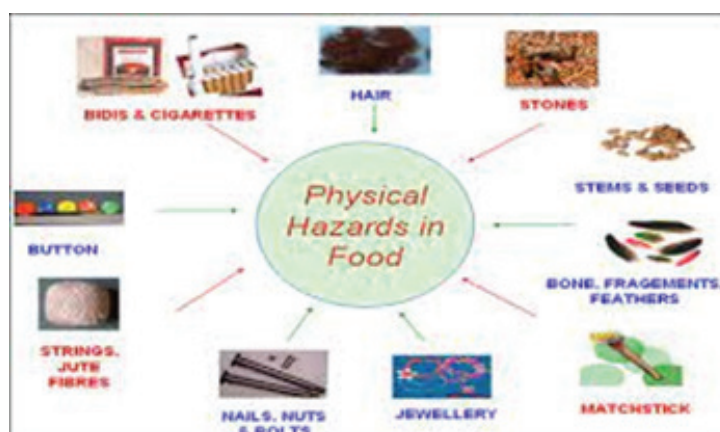 BIDIS & CIGARETTES
HAIR
STONES
STEMS & SEEDS
BUTTON
Physical
Hazards in
Food
BONE, FRAGEMENTS,
FEATHERS
STRINGS,
JUTE
FIBRES
NAILS, NUTS
& BOLTS
JEWELLERY
MATCHSTICK